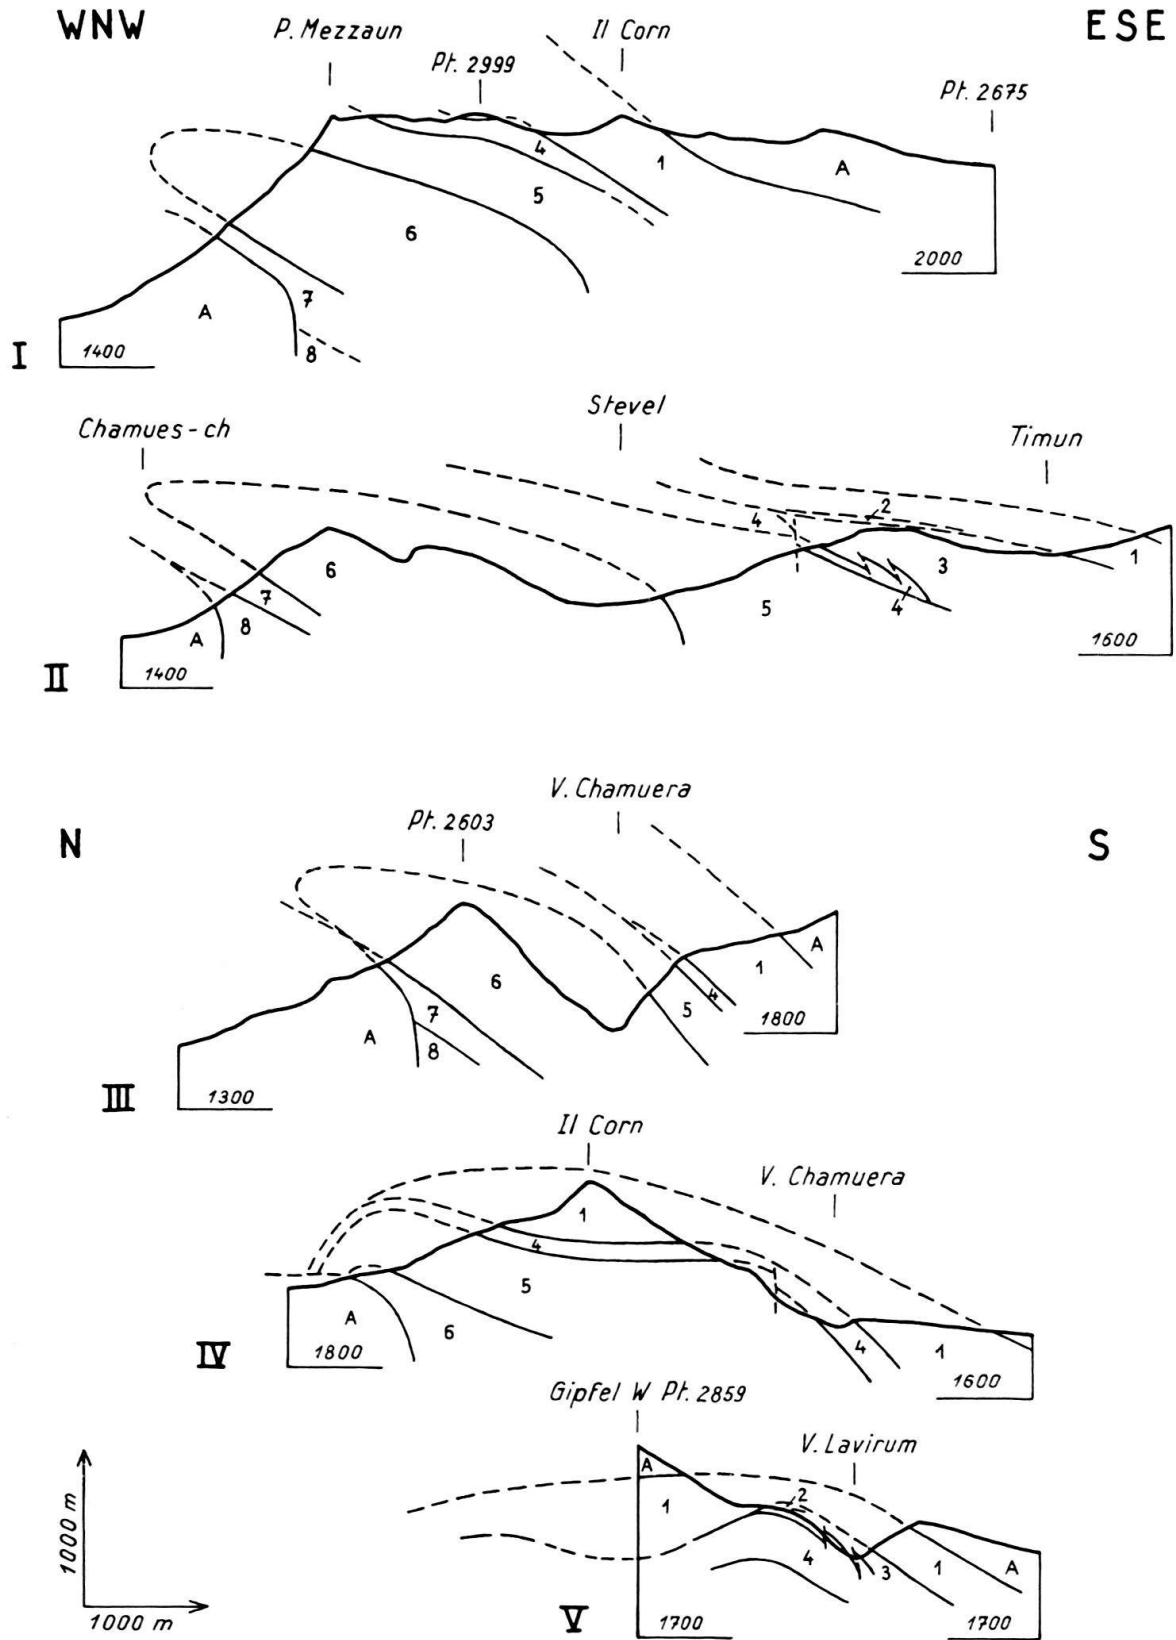 WNW
ESE
P. Mezzaun
Il Corn
Pt. 2999
Pt. 2675
4
1
A
5
6
2000
7
A
8
I
1400
Stevel
Chamues-ch
Timun
2
4
6
3
1
7
5
4
8
A
II
1400
1600
V. Chamuera
Pt. 2603
N
S
A
1
6
4
5
7
A
8
1800
III
1300
Il Corn
V. Chamuera
1
4
5
A
6
4
1
IV
1800
1600
Gipfel W Pt. 2859
V. Lavirum
A
2
1
4
3
1
A
1000 m
1000 m
V
1700
1700